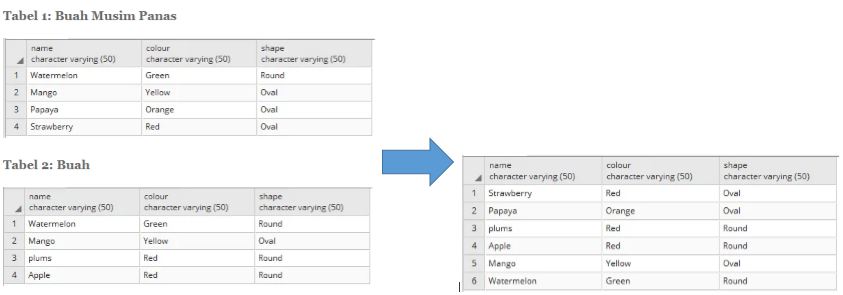 Tabel 1: Buah Musim Panas
name colour shape
character varying (50) character varying (50) character varying (50)
1 Watermelon Green Round
2 Mango Yellow Oval
3 Papaya Orange Oval
4 Strawberry Red Oval
Tabel 2: Buah
name colour shape
character varying (50) character varying (50) character varying (50)
1 Watermelon Green Round
2 Mango Yellow Oval
3 plums Red Round
4 Apple Red Round
name colour shape
character varying (50) character varying (50) character varying (50)
1 Strawberry Red Oval
2 Papaya Orange Oval
3 plums Red Round
4 Apple Red Round
5 Mango Yellow Oval
6 Watermelon Green Round